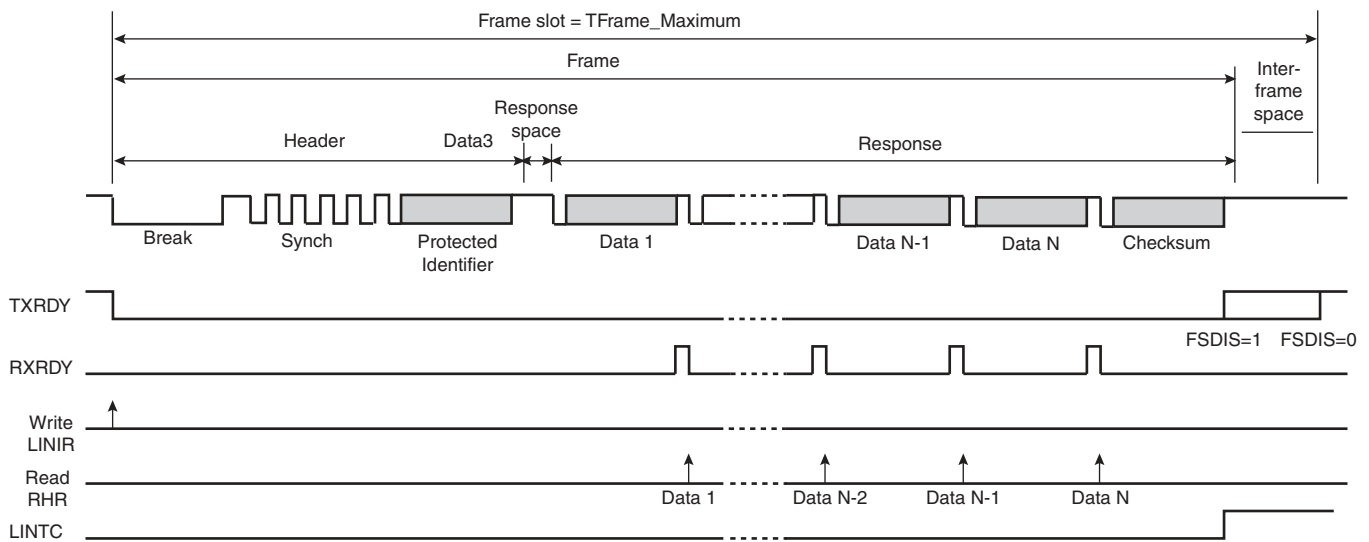 Frame slot = TFrame_Maximum
Frame
Inter-
frame
space
Response
space
Header
Data3
Response
Break
Synch
Protected
Identifier
Data 1
Data N-1
Data N
Checksum
TXRDY
FSDIS=1
FSDIS=0
RXRDY
Write
LINIR
Read
RHR
Data 1
Data N-2
Data N-1
Data N
LINTC